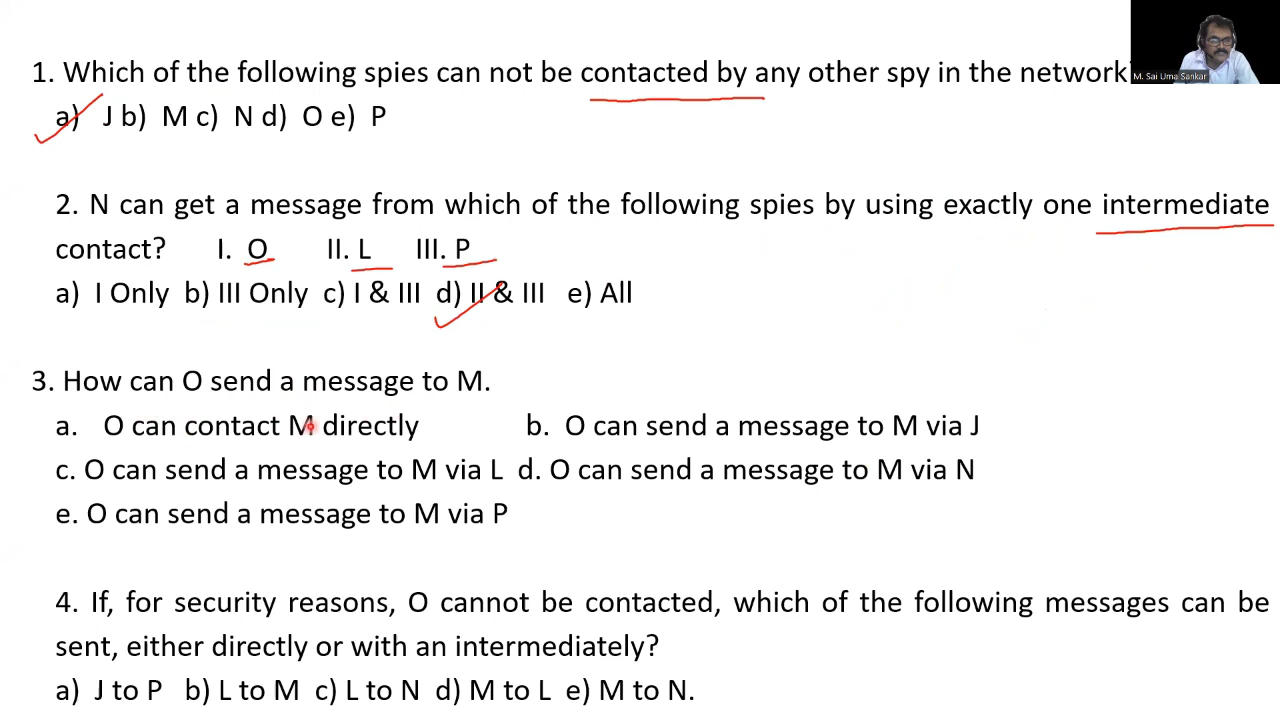 1. Which of the following spies can not be contacted by any other spy in the network
M. Sai Uma Sankar
a) J b) M c) N d) O e) P
2. N can get a message from which of the following spies by using exactly one intermediate
contact? I. O II. L III. P
a) I Only b) III Only c) I & III d) II & III e) All
3. How can O send a message to M.
a. O can contact M directly b. O can send a message to M via J
c. O can send a message to M via L d. O can send a message to M via N
e. O can send a message to M via P
4. If, for security reasons, O cannot be contacted, which of the following messages can be
sent, either directly or with an intermediately?
a) J to P b) L to M c) L to N d) M to L e) M to N.